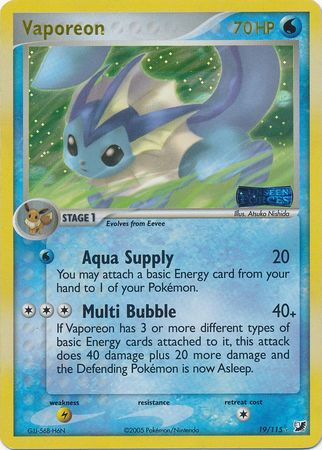 Vaporeon 70 HP
UNSEEN
FORCES
Illus. Atsuko Nishida
STAGE 1
Evolves from Eevee
Aqua Supply 20
You may attach a basic Energy card from your
hand to 1 of your Pokémon.
Multi Bubble 40+
If Vaporeon has 3 or more different types of
basic Energy cards attached to it, this attack
does 40 damage plus 20 more damage and
the Defending Pokémon is now Asleep.
weakness resistance retreat cost
GIJ-568-H6N ©2005 Pokémon/Nintendo 19/115